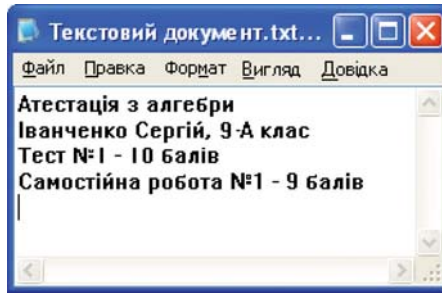 Текстовий документ.txt...
Файл Правка Формат Вигляд Довідка
Атестація з алгебри
Іванченко Сергій, 9-А клас
Тест №1 - 10 балів
Самостійна робота №1 - 9 балів